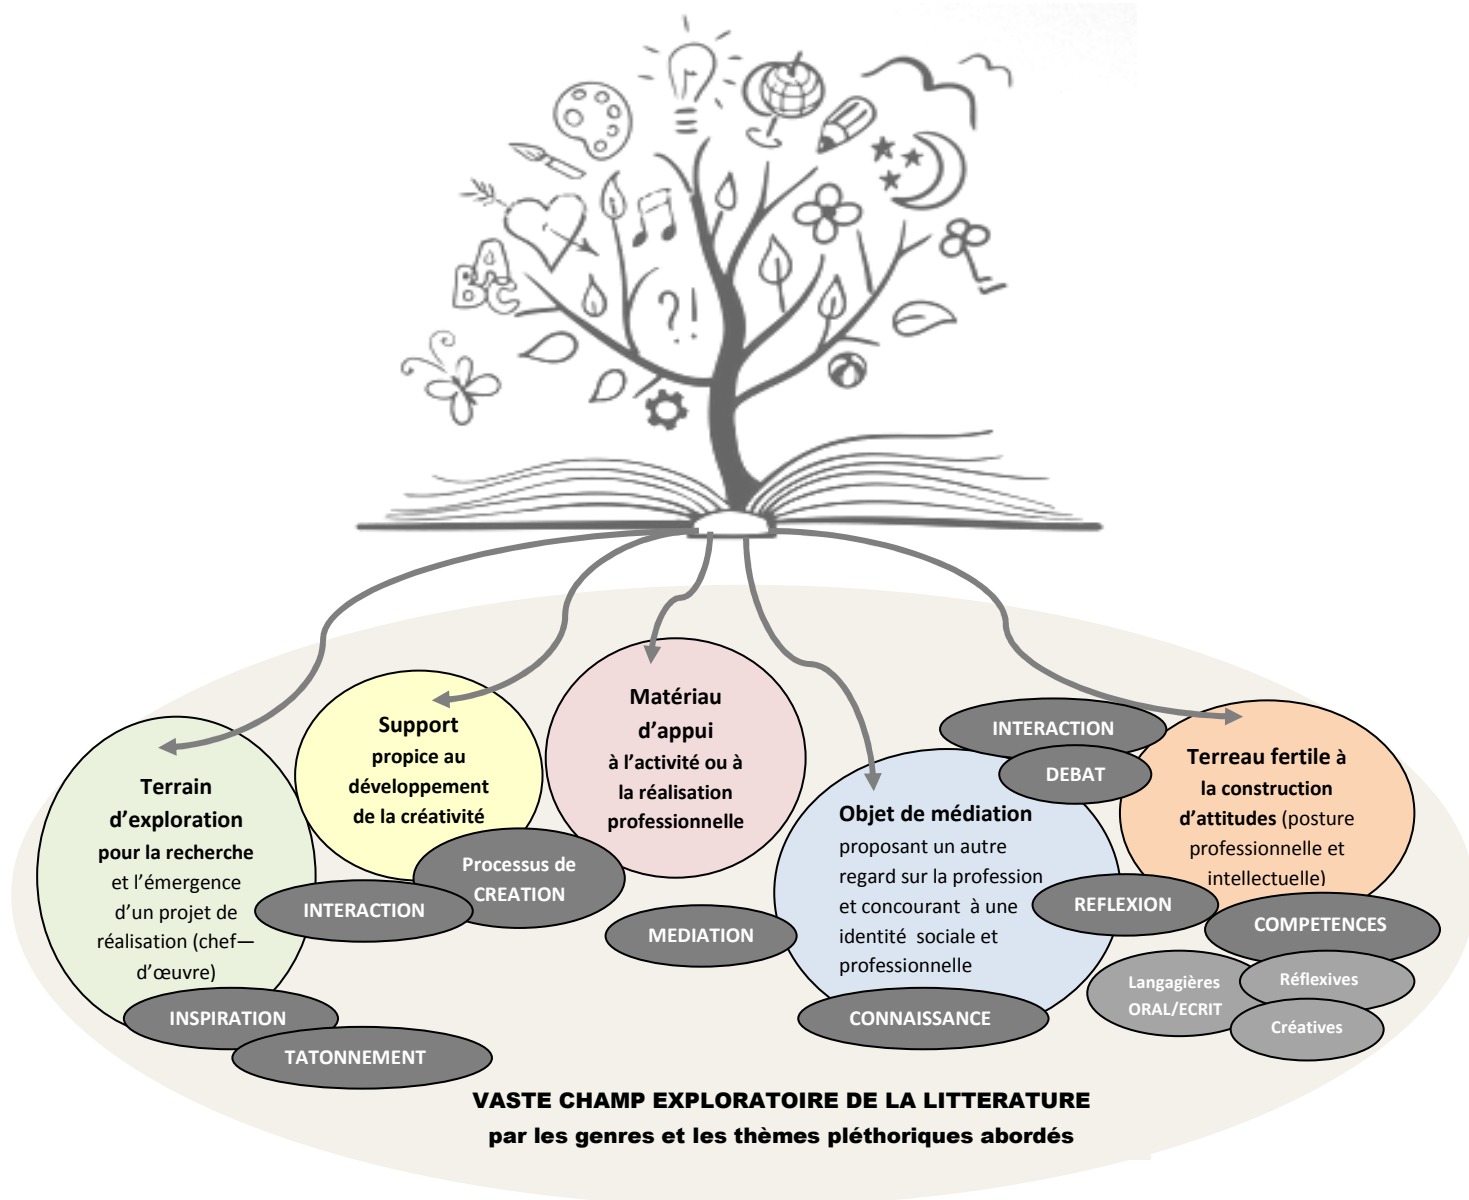 A
B C
?!
Terrain
d’exploration
pour la recherche
et l’émergence
d’un projet de
réalisation (chef—
d’œuvre)
INSPIRATION
TATONNEMENT
Support
propice au
développement
de la créativité
INTERACTION
Processus de
CREATION
Matériau
d’appui
à l’activité ou à
la réalisation
professionnelle
MEDIATION
Objet de médiation
proposant un autre
regard sur la profession
et concourant à une
identité sociale et
professionnelle
CONNAISSANCE
INTERACTION
DEBAT
REFLEXION
Terreau fertile à
la construction
d’attitudes (posture
professionnelle et
intellectuelle)
COMPETENCES
Langagières
ORAL/ECRIT
Réflexives
Créatives
VASTE CHAMP EXPLORATOIRE DE LA LITTERATURE
par les genres et les thèmes pléthoriques abordés